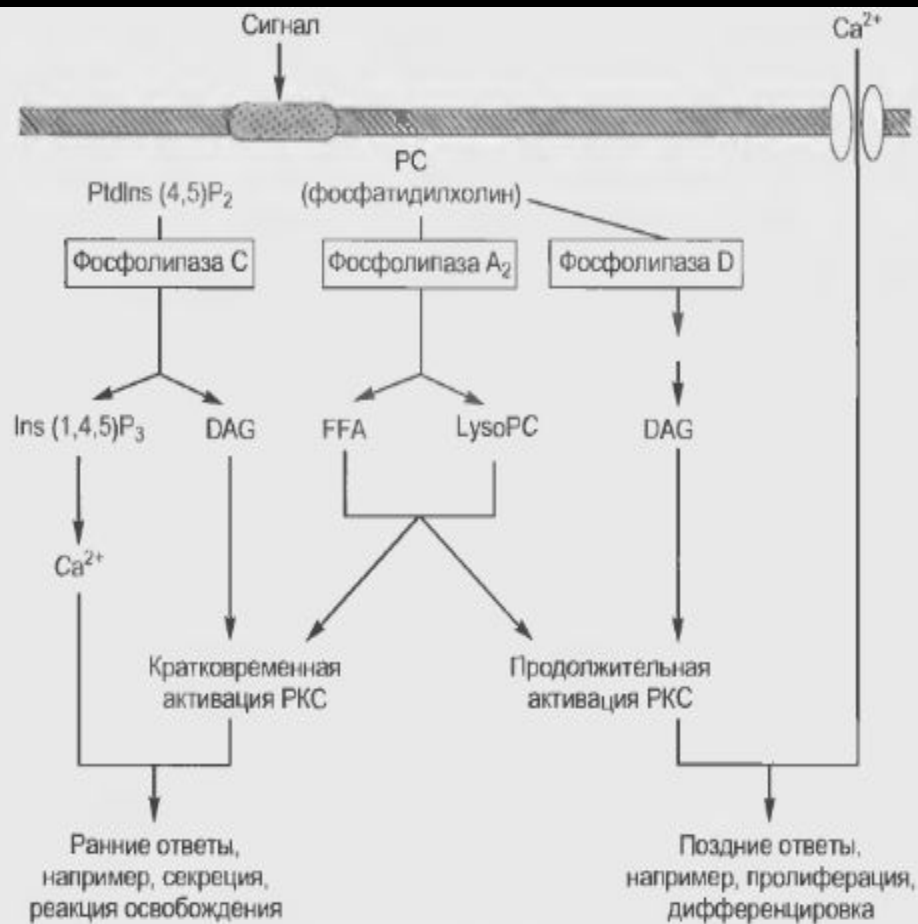 Сигнал
Ca²⁺
PC
PtdIns (4,5)P₂
(фосфатидилхолин)
Фосфолипаза C
Фосфолипаза A₂
Фосфолипаза D
Ins (1,4,5)P₃
DAG
FFA
LysoPC
DAG
Ca²⁺
Кратковременная
активация PKC
Продолжительная
активация PKC
Ранние ответы,
например, секреция,
реакция освобождения
Поздние ответы,
например, пролиферация,
дифференцировка